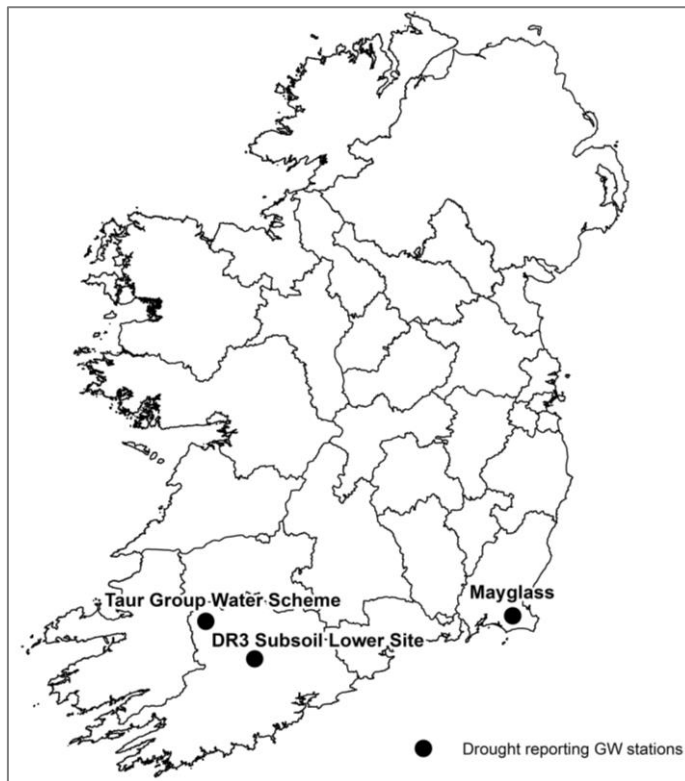 Taur Group Water Scheme
Mayglass
DR3 Subsoil Lower Site
Drought reporting GW stations